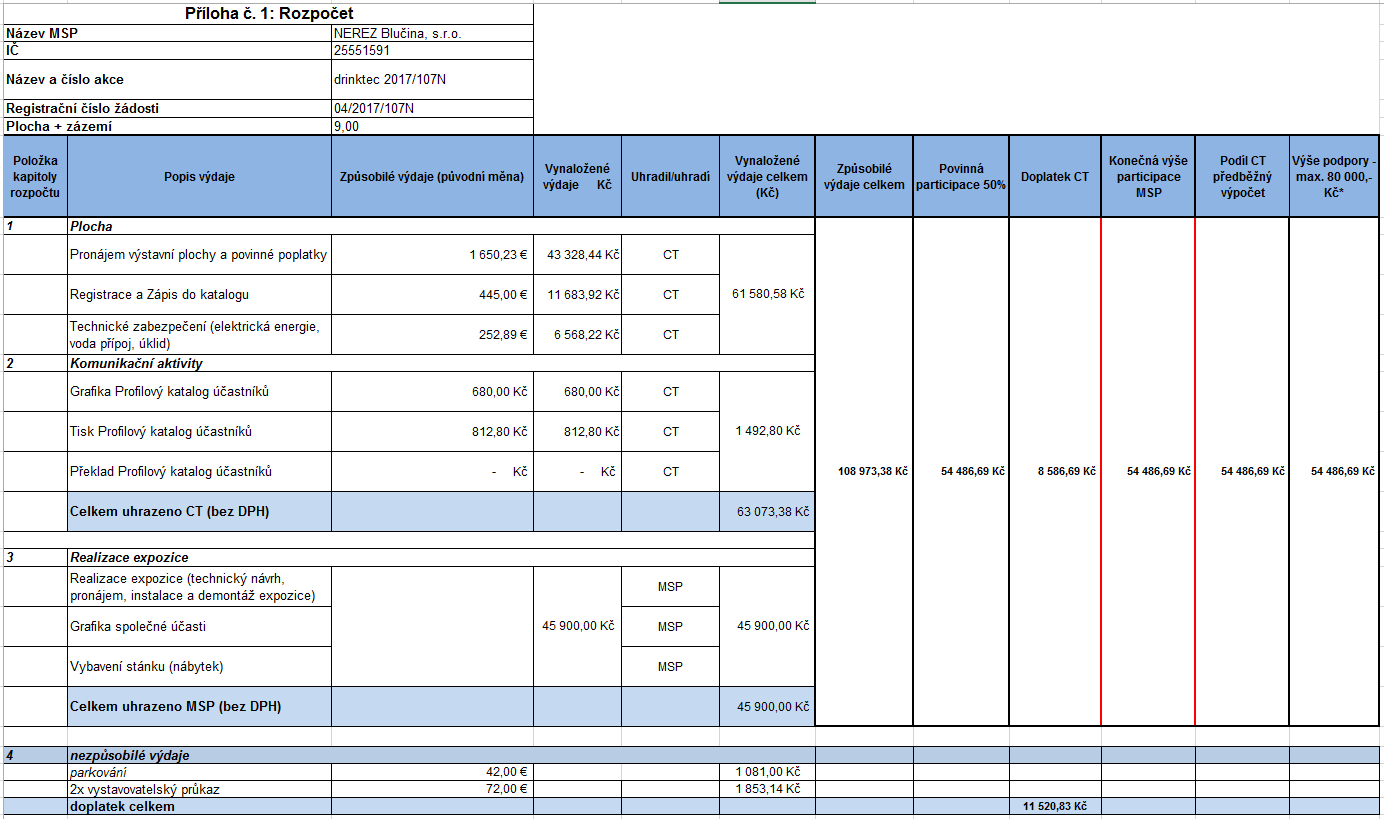 Příloha č. 1: Rozpočet
Název MSP NEREZ Blučina, s.r.o.
IČ 25551591
Název a číslo akce drinktec 2017/107N
Registrační číslo žádosti 04/2017/107N
Plocha + zázemí 9,00
Položka kapitoly rozpočtu Popis výdaje Způsobilé výdaje (původní měna) Vynaložené výdaje Kč Uhradil/uhradí Vynaložené výdaje celkem (Kč) Způsobilé výdaje celkem Povinná participace 50% Doplatek CT Konečná výše participace MSP Podíl CT předběžný výpočet Výše podpory - max. 80 000,- Kč*
1 Plocha
Pronájem výstavní plochy a povinné poplatky 1 650,23 € 43 328,44 Kč CT
Registrace a Zápis do katalogu 445,00 € 11 683,92 Kč CT 61 580,58 Kč
Technické zabezpečení (elektrická energie, voda přípoj, úklid) 252,89 € 6 568,22 Kč CT
2 Komunikační aktivity
Grafika Profilový katalog účastníků 680,00 Kč 680,00 Kč CT
Tisk Profilový katalog účastníků 812,80 Kč 812,80 Kč CT 1 492,80 Kč
Překlad Profilový katalog účastníků - Kč - Kč CT 108 973,38 Kč 54 486,69 Kč 8 586,69 Kč 54 486,69 Kč 54 486,69 Kč 54 486,69 Kč
Celkem uhrazeno CT (bez DPH) 63 073,38 Kč
3 Realizace expozice
Realizace expozice (technický návrh, pronájem, instalace a demontáž expozice) MSP
Grafika společné účasti 45 900,00 Kč MSP 45 900,00 Kč
Vybavení stánku (nábytek) MSP
Celkem uhrazeno MSP (bez DPH) 45 900,00 Kč
4 nezpůsobilé výdaje
parkování 42,00 € 1 081,00 Kč
2x vystavovatelský průkaz 72,00 € 1 853,14 Kč
doplatek celkem 11 520,83 Kč